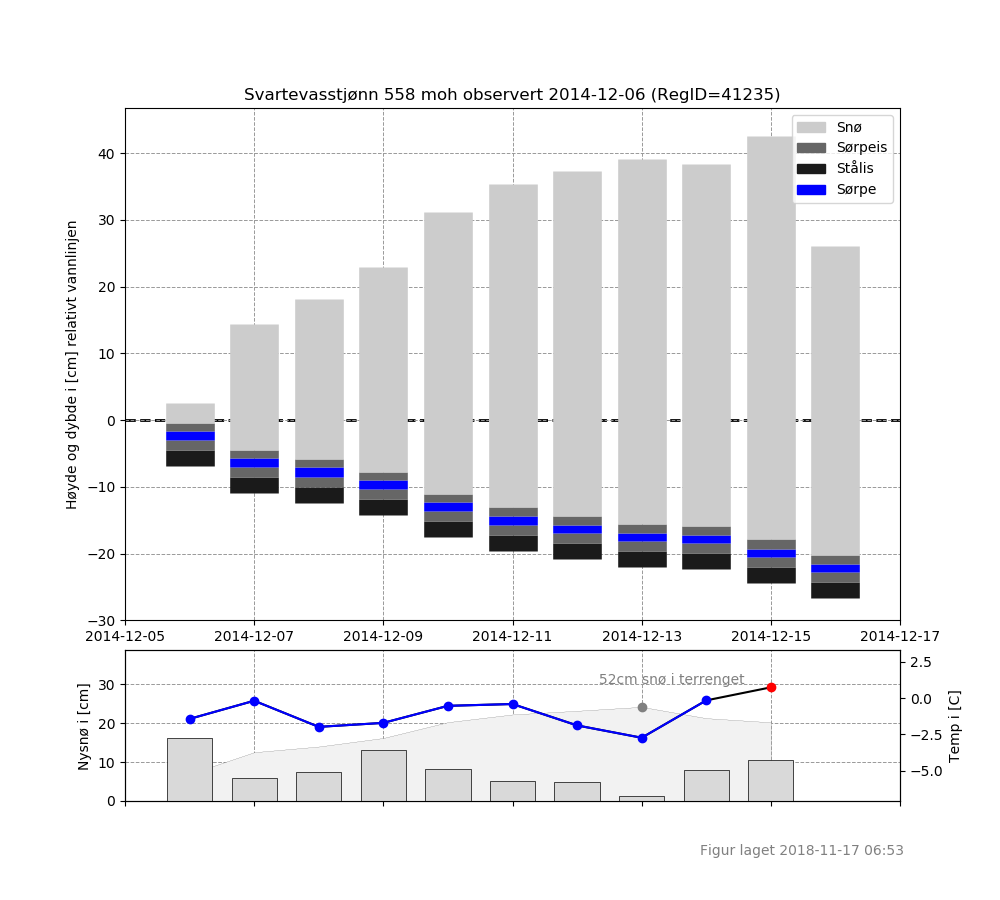 Svartevasstjønn 558 moh observert 2014-12-06 (RegID=41235)
Høyde og dybde i [cm] relativt vannlinjen
40
30
20
10
0
−10
−20
−30
Snø
Sørpeis
Stålis
Sørpe
2014-12-05 2014-12-07 2014-12-09 2014-12-11 2014-12-13 2014-12-15 2014-12-17
Nysnø i [cm]
30
20
10
0
52cm snø i terrenget
2.5
0.0
−2.5
−5.0
Temp i [C]
Figur laget 2018-11-17 06:53